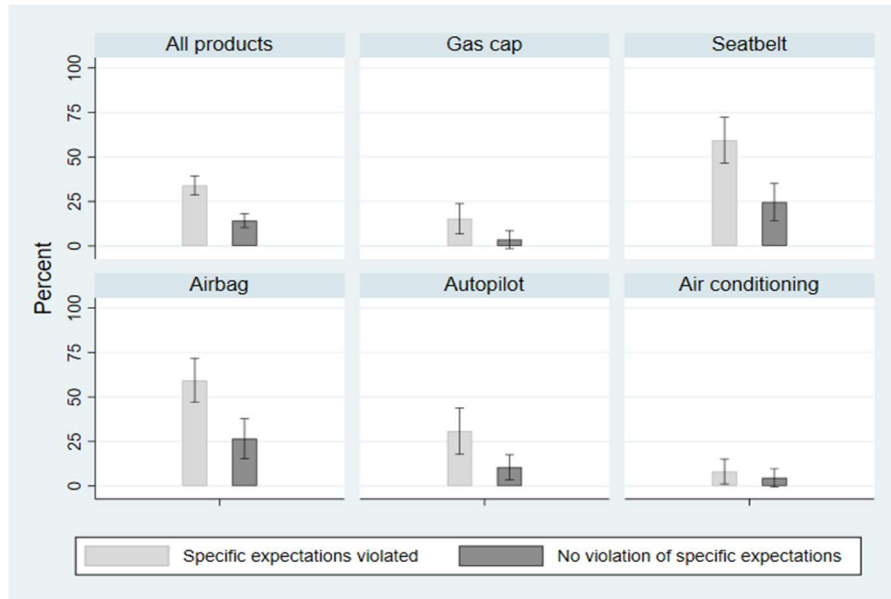 All products Gas cap Seatbelt
100
75
50
25
0
Percent
Airbag Autopilot Air conditioning
100
75
50
25
0
Specific expectations violated No violation of specific expectations